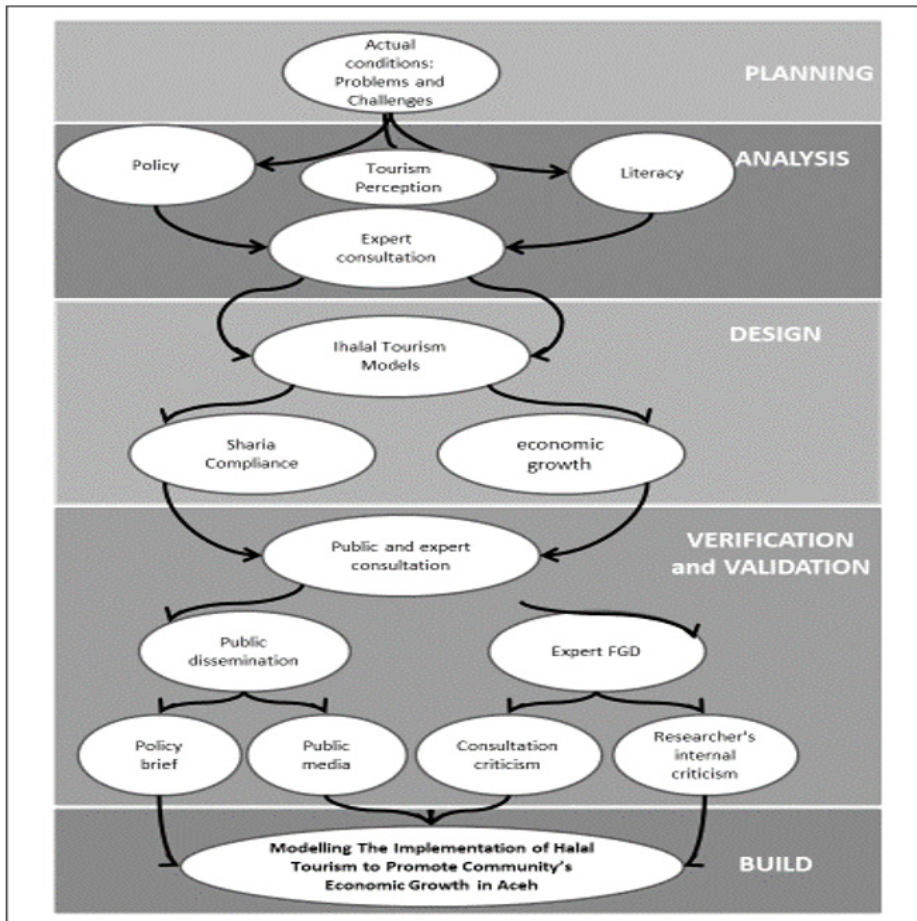 Actual
conditions:
Problems and
Challenges
PLANNING
ANALYSIS
Policy
Tourism
Perception
Literacy
Expert
consultation
DESIGN
Ihalal Tourism
Models
Sharia
Compliance
economic
growth
VERIFICATION
and VALIDATION
Public and expert
consultation
Public
dissemination
Expert FGD
Policy
brief
Public
media
Consultation
criticism
Researcher's
internal
criticism
Modelling The Implementation of Halal
Tourism to Promote Community's
Economic Growth in Aceh
BUILD